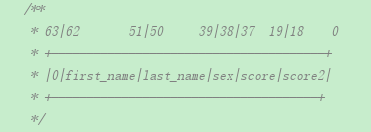 /**
* 63|62 51|50 39|38|37 19|18 0
* +-----------------------------------+
* |0|first_name|last_name|sex|score|score2|
* +----------------------------------+
*/